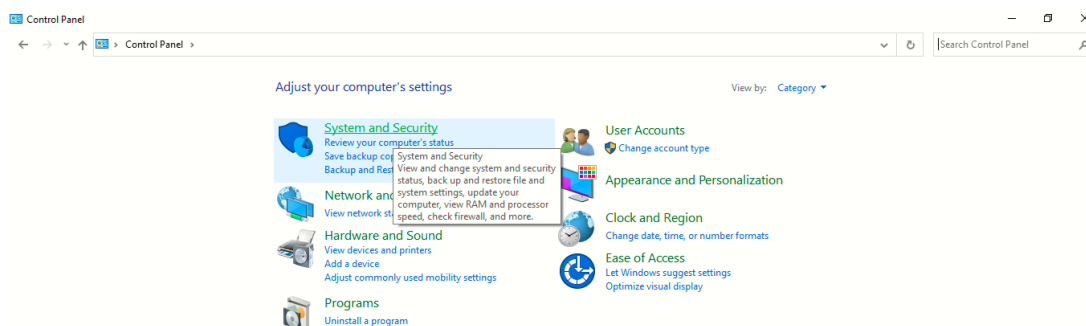 Control Panel
Control Panel
Search Control Panel
Adjust your computer's settings
View by: Category
System and Security
Review your computer's status
Save backup cop
Backup and Rest
System and Security
View and change system and security
status, back up and restore file and
system settings, update your
computer, view RAM and processor
speed, check firewall, and more.
Network and
View network st
Hardware and Sound
View devices and printers
Add a device
Adjust commonly used mobility settings
Programs
Uninstall a program
User Accounts
Change account type
Appearance and Personalization
Clock and Region
Change date, time, or number formats
Ease of Access
Let Windows suggest settings
Optimize visual display